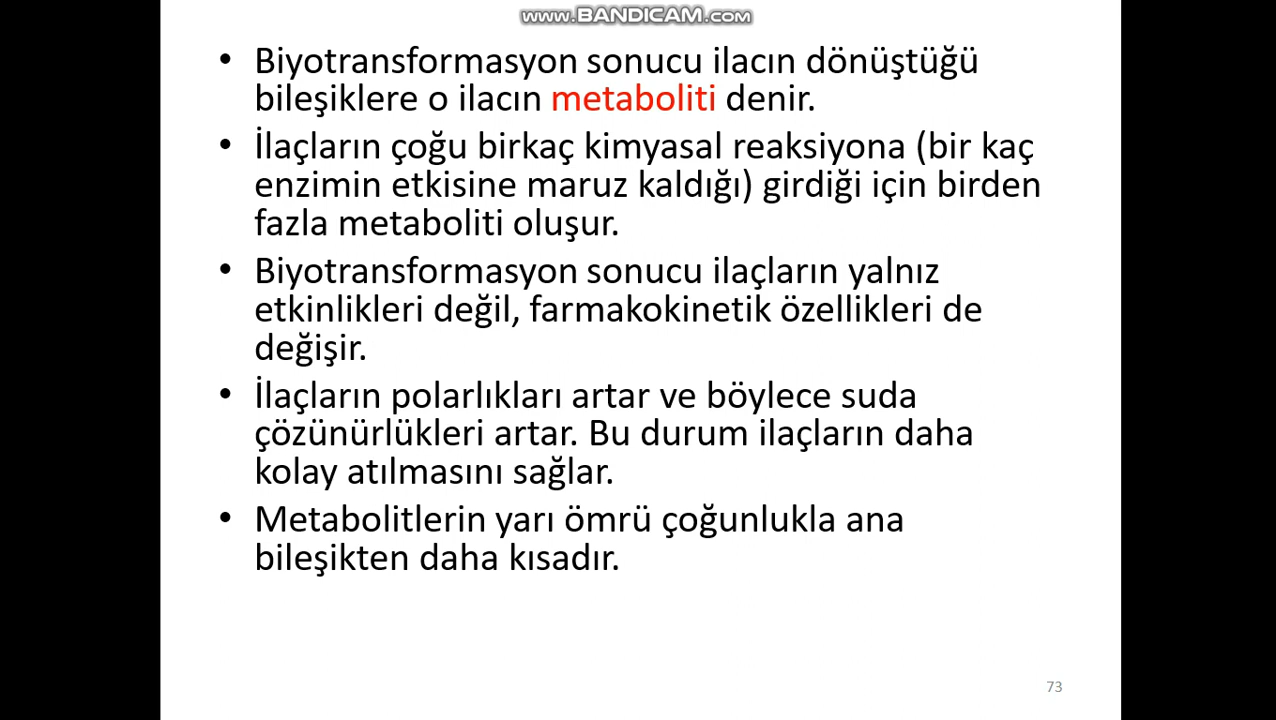 www.BANDICAM.com
• Biyotransformasyon sonucu ilacın dönüştüğü
bileşiklere o ilacın metaboliti denir.
• İlaçların çoğu birkaç kimyasal reaksiyona (bir kaç
enzimin etkisine maruz kaldığı) girdiği için birden
fazla metaboliti oluşur.
• Biyotransformasyon sonucu ilaçların yalnız
etkinlikleri değil, farmakokinetik özellikleri de
değişir.
• İlaçların polarlıkları artar ve böylece suda
çözünürlükleri artar. Bu durum ilaçların daha
kolay atılmasını sağlar.
• Metabolitlerin yarı ömrü çoğunlukla ana
bileşikten daha kısadır.
73